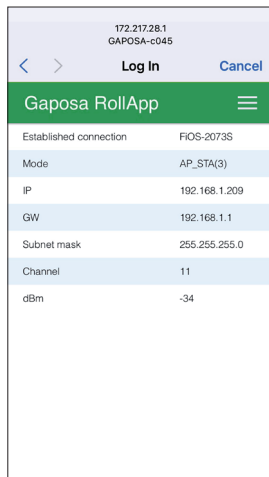 172.217.28.1
GAPOSA-c045
Log In Cancel
Gaposa RollApp
Established connection FiOS-2073S
Mode AP_STA(3)
IP 192.168.1.209
GW 192.168.1.1
Subnet mask 255.255.255.0
Channel 11
dBm -34